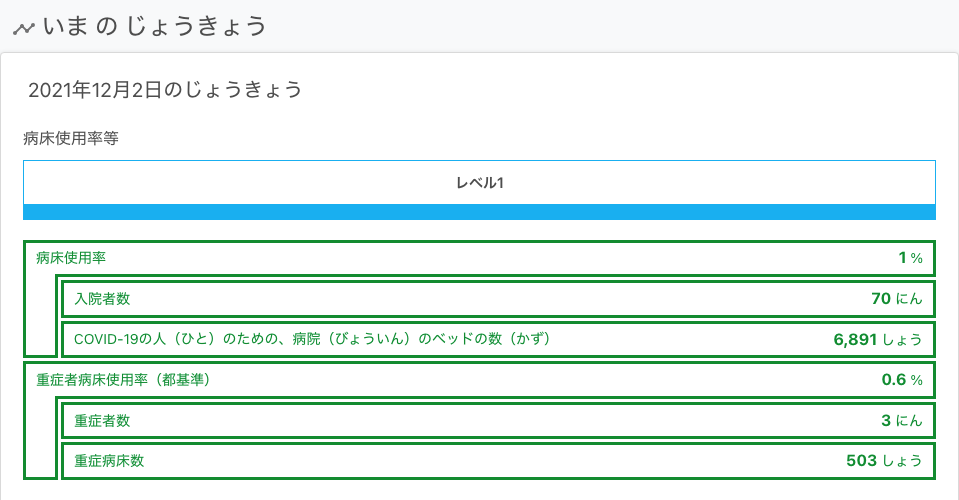 いま の じょうきょう
2021年12月2日のじょうきょう
病床使用率等
レベル1
病床使用率 1 %
入院者数 70 にん
COVID-19の人（ひと）のための、病院（びょういん）のベッドの数（かず） 6,891 しょう
重症者病床使用率（都基準） 0.6 %
重症者数 3 にん
重症病床数 503 しょう